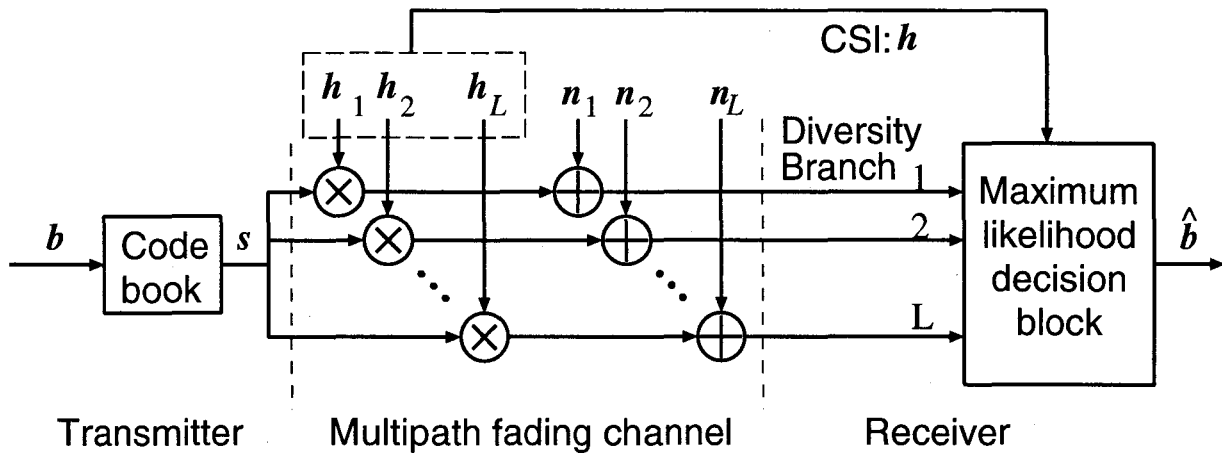 CSI: h
h1 h2 hL n1 n2 nL
Diversity
Branch 1
2
L
b
Code
book
s
Maximum
likelihood
decision
block
b̂
Transmitter
Multipath fading channel
Receiver